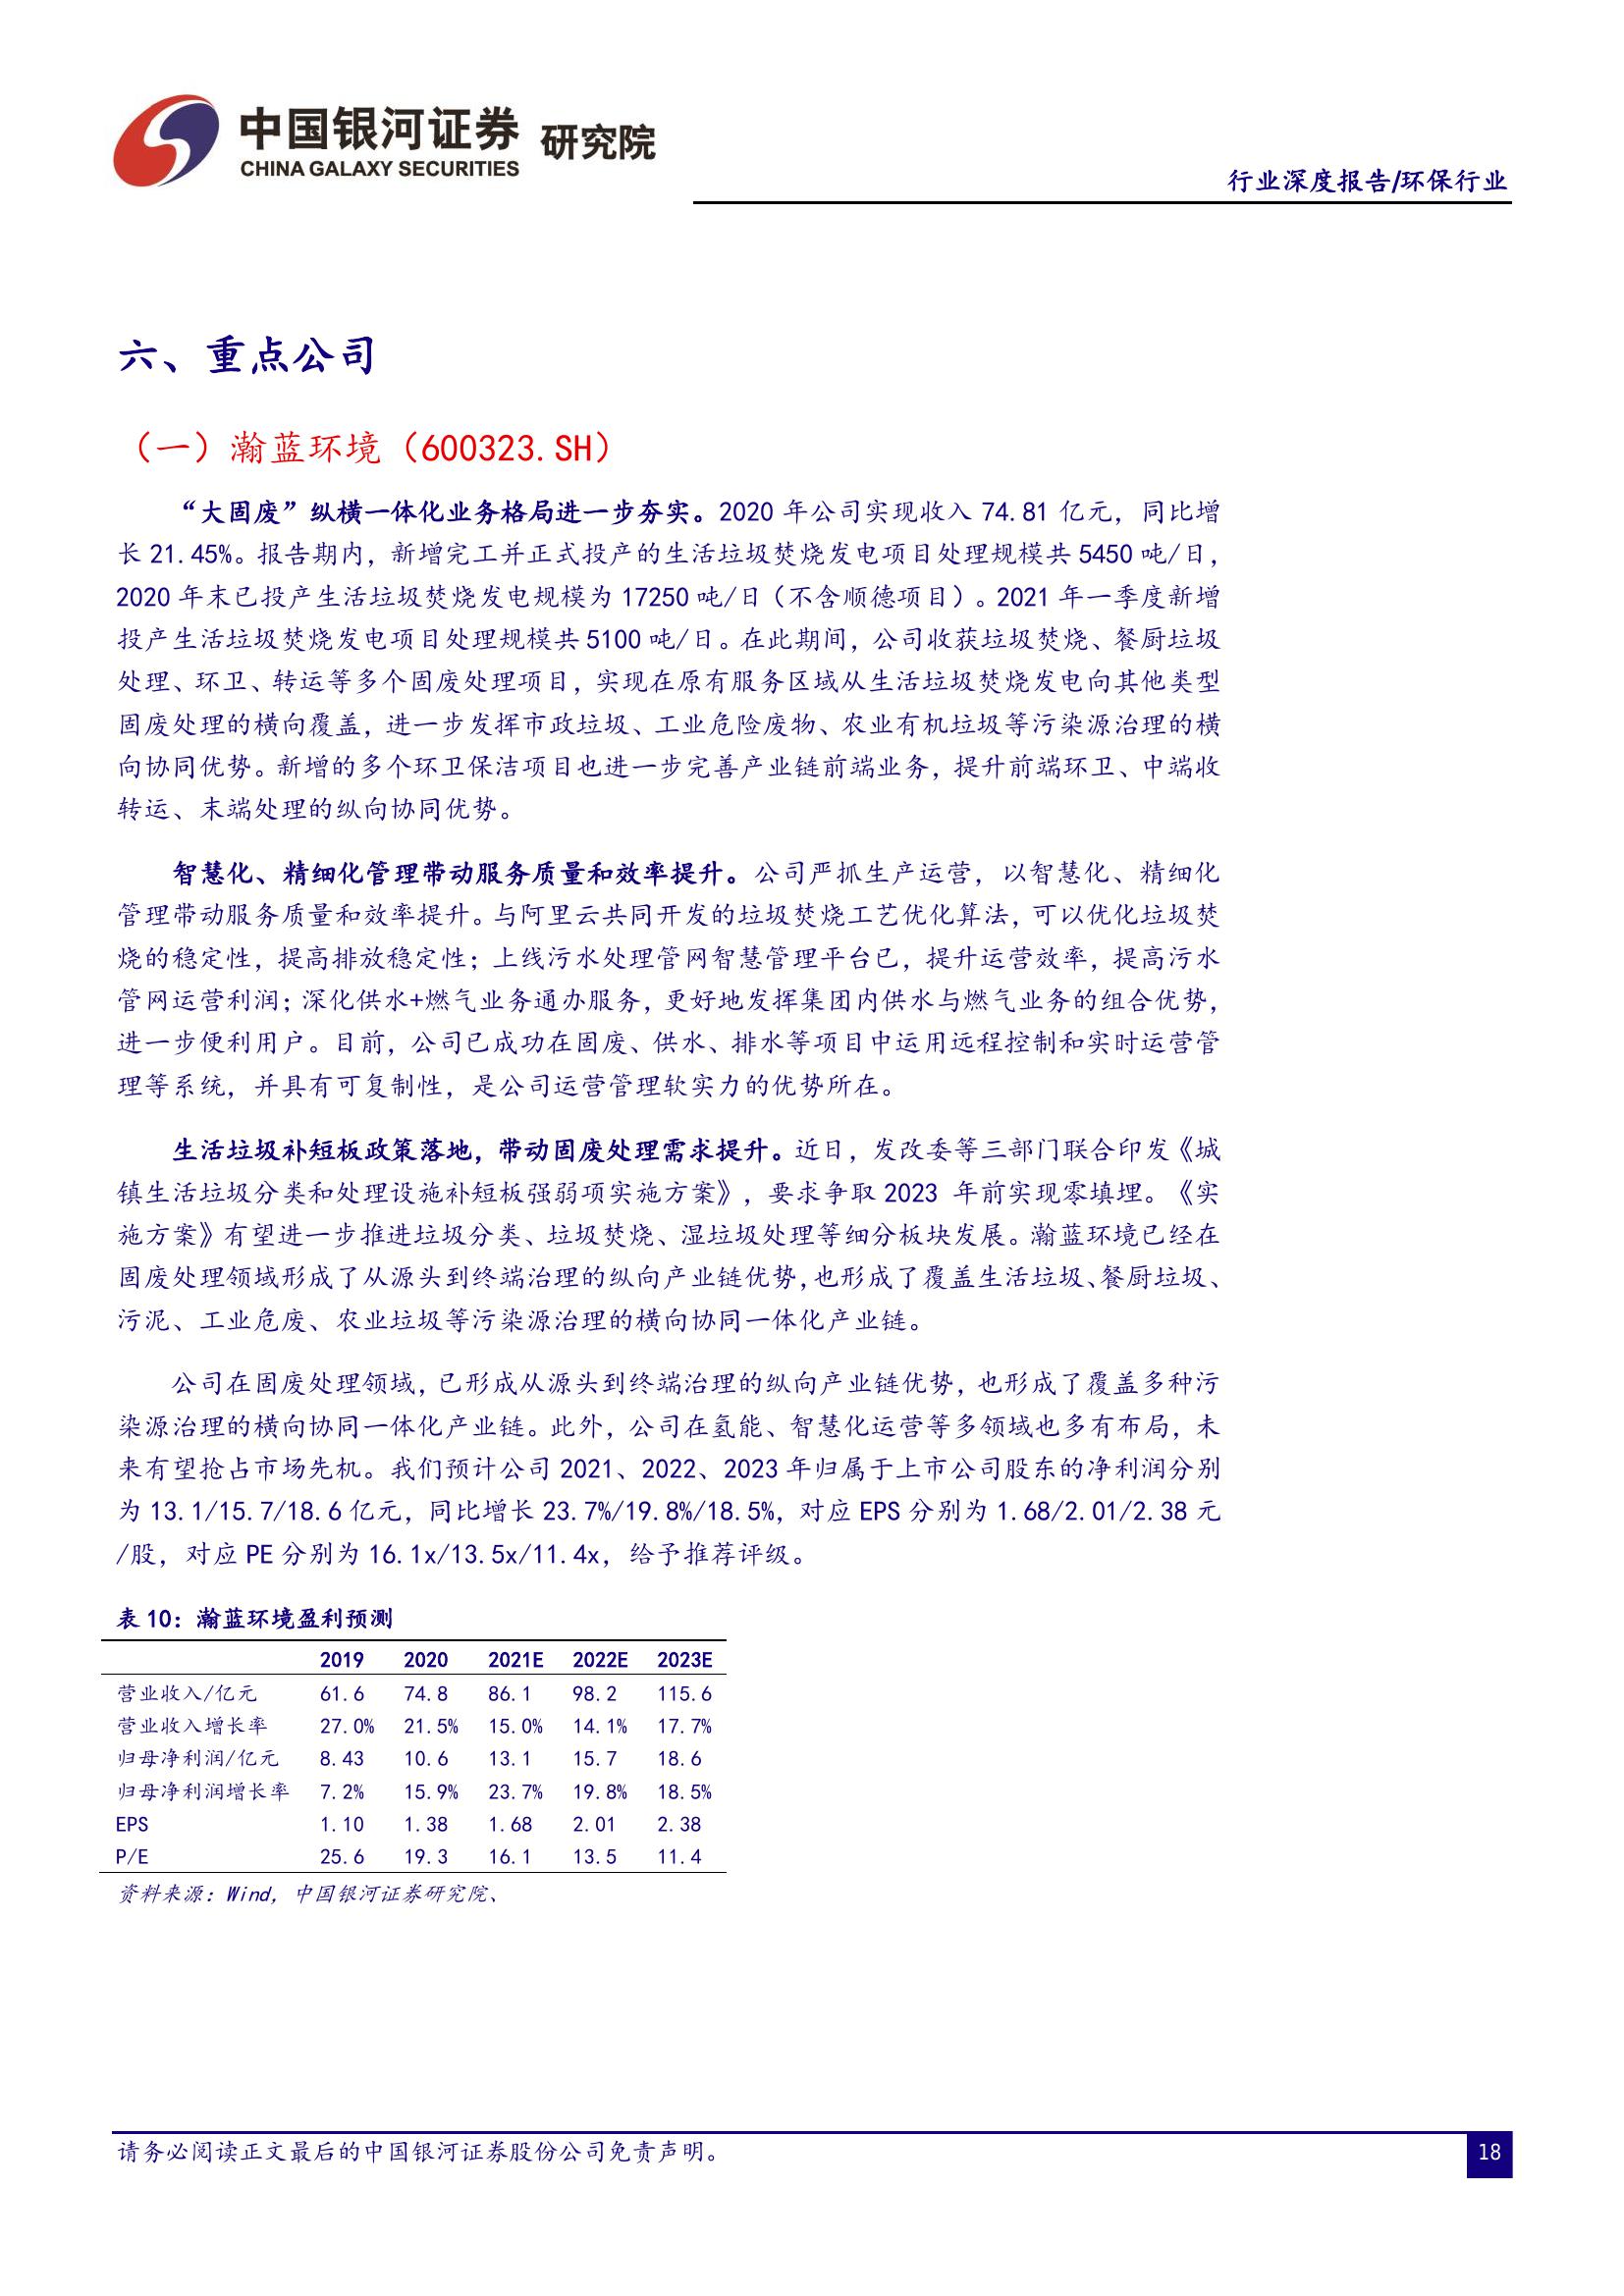 中国银河证券 研究院
CHINA GALAXY SECURITIES
行业深度报告/环保行业
六、重点公司
（一）瀚蓝环境（600323.SH）
“大固废”纵横一体化业务格局进一步夯实。2020 年公司实现收入 74.81 亿元，同比增
长 21.45%。报告期内，新增完工并正式投产的生活垃圾焚烧发电项目处理规模共 5450 吨/日，
2020 年末已投产生活垃圾焚烧发电规模为 17250 吨/日（不含顺德项目）。2021 年一季度新增
投产生活垃圾焚烧发电项目处理规模共 5100 吨/日。在此期间，公司收获垃圾焚烧、餐厨垃圾
处理、环卫、转运等多个固废处理项目，实现在原有服务区域从生活垃圾焚烧发电向其他类型
固废处理的横向覆盖，进一步发挥市政垃圾、工业危险废物、农业有机垃圾等污染源治理的横
向协同优势。新增的多个环卫保洁项目也进一步完善产业链前端业务，提升前端环卫、中端收
转运、末端处理的纵向协同优势。
智慧化、精细化管理带动服务质量和效率提升。公司严抓生产运营，以智慧化、精细化
管理带动服务质量和效率提升。与阿里云共同开发的垃圾焚烧工艺优化算法，可以优化垃圾焚
烧的稳定性，提高排放稳定性；上线污水处理管网智慧管理平台已，提升运营效率，提高污水
管网运营利润；深化供水+燃气业务通办服务，更好地发挥集团内供水与燃气业务的组合优势，
进一步便利用户。目前，公司已成功在固废、供水、排水等项目中运用远程控制和实时运营管
理等系统，并具有可复制性，是公司运营管理软实力的优势所在。
生活垃圾补短板政策落地，带动固废处理需求提升。近日，发改委等三部门联合印发《城
镇生活垃圾分类和处理设施补短板强弱项实施方案》，要求争取 2023 年前实现零填埋。《实
施方案》有望进一步推进垃圾分类、垃圾焚烧、湿垃圾处理等细分板块发展。瀚蓝环境已经在
固废处理领域形成了从源头到终端治理的纵向产业链优势，也形成了覆盖生活垃圾、餐厨垃圾、
污泥、工业危废、农业垃圾等污染源治理的横向协同一体化产业链。
公司在固废处理领域，已形成从源头到终端治理的纵向产业链优势，也形成了覆盖多种污
染源治理的横向协同一体化产业链。此外，公司在氢能、智慧化运营等多领域也多有布局，未
来有望抢占市场先机。我们预计公司 2021、2022、2023 年归属于上市公司股东的净利润分别
为 13.1/15.7/18.6 亿元，同比增长 23.7%/19.8%/18.5%，对应 EPS 分别为 1.68/2.01/2.38 元
/股，对应 PE 分别为 16.1x/13.5x/11.4x，给予推荐评级。
表 10：瀚蓝环境盈利预测
2019 2020 2021E 2022E 2023E
营业收入/亿元 61.6 74.8 86.1 98.2 115.6
营业收入增长率 27.0% 21.5% 15.0% 14.1% 17.7%
归母净利润/亿元 8.43 10.6 13.1 15.7 18.6
归母净利润增长率 7.2% 15.9% 23.7% 19.8% 18.5%
EPS 1.10 1.38 1.68 2.01 2.38
P/E 25.6 19.3 16.1 13.5 11.4
资料来源：Wind，中国银河证券研究院、
请务必阅读正文最后的中国银河证券股份公司免责声明。
18